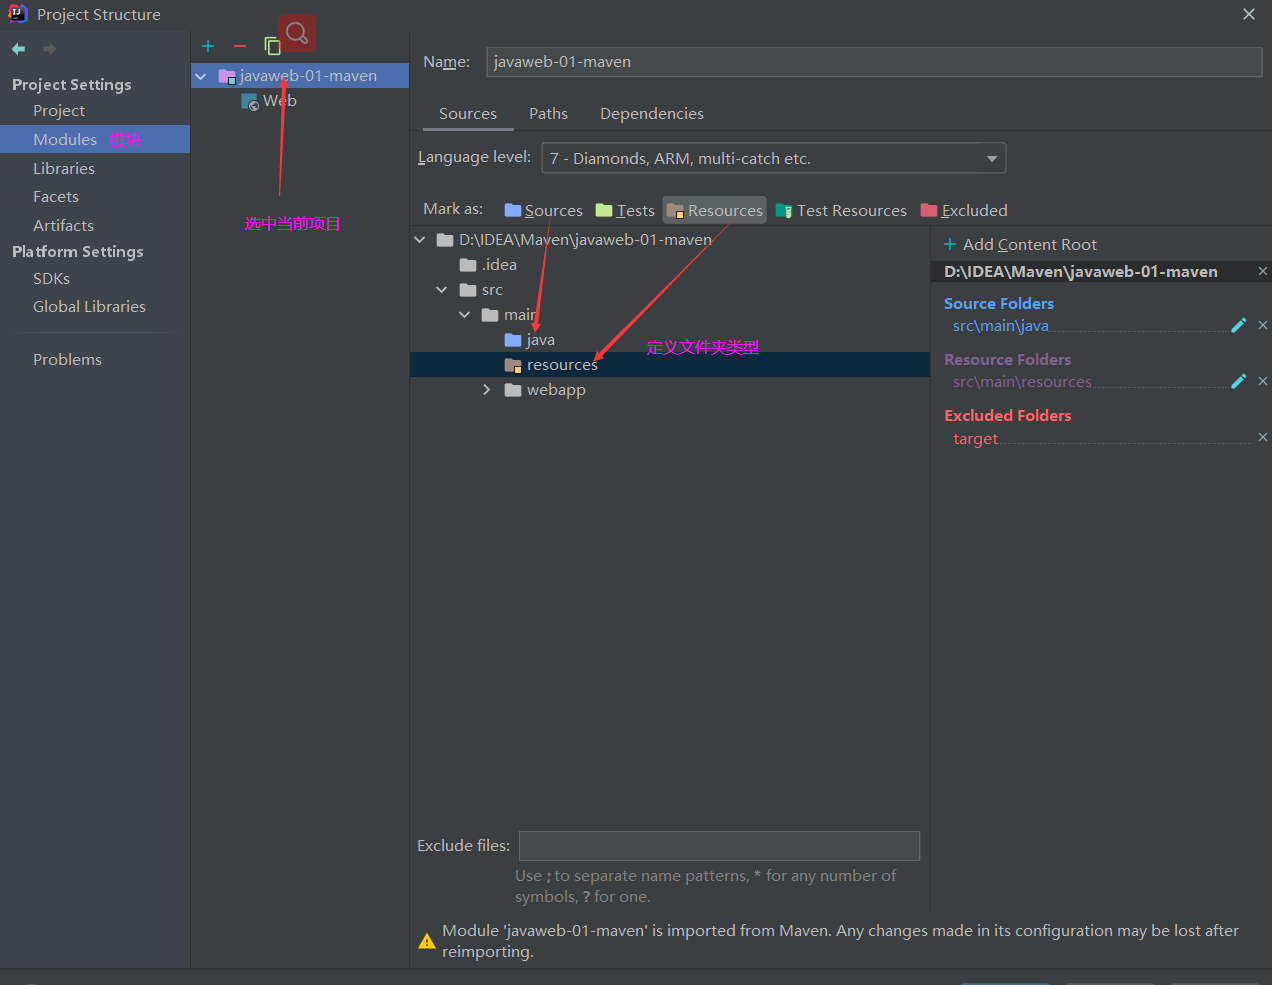 Project Structure
Project Settings
Project
Modules 模块
Libraries
Facets
Artifacts
Platform Settings
SDKs
Global Libraries
Problems
javaweb-01-maven
Web
选中当前项目
Name: javaweb-01-maven
Sources Paths Dependencies
Language level: 7 - Diamonds, ARM, multi-catch etc.
Mark as: Sources Tests Resources Test Resources Excluded
D:\IDEA\Maven\javaweb-01-maven
.idea
src
main
java
resources
webapp
定义文件夹类型
+ Add Content Root
D:\IDEA\Maven\javaweb-01-maven
Source Folders
src\main\java
Resource Folders
src\main\resources
Excluded Folders
target
Exclude files:
Use ; to separate name patterns, * for any number of
symbols, ? for one.
Module 'javaweb-01-maven' is imported from Maven. Any changes made in its configuration may be lost after
reimporting.